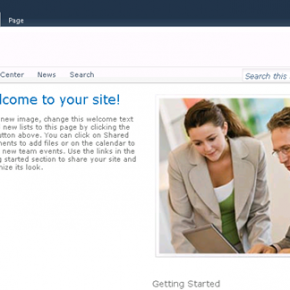 Page
Center News Search
Search this
lcome to your site!
new image, change this welcome text
new lists to this page by clicking the
utton above. You can click on Shared
ments to add files or on the calendar to
new team events. Use the links in the
g started section to share your site and
mize its look.
Getting Started